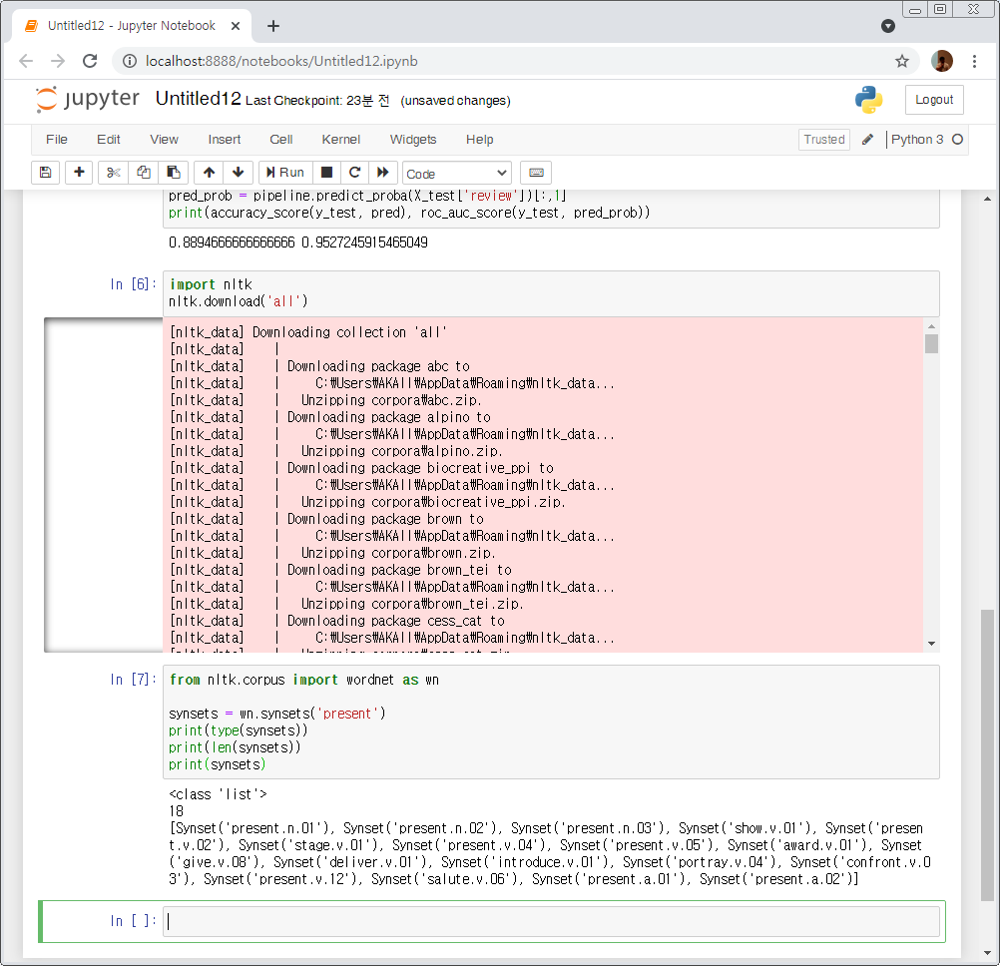 Untitled12 - Jupyter Notebook
localhost:8888/notebooks/Untitled12.ipynb
jupyter Untitled12 Last Checkpoint: 23분 전 (unsaved changes)
Logout
File Edit View Insert Cell Kernel Widgets Help
Trusted
Python 3
Run
Code
pred_prob = pipeline.predict_proba(X_test['review'])[:,1]
print(accuracy_score(y_test, pred), roc_auc_score(y_test, pred_prob))
0.8894666666666666 0.9527245915465049
In [6]:
import nltk
nltk.download('all')
[nltk_data] Downloading collection 'all'
[nltk_data]    |
[nltk_data]    | Downloading package abc to
[nltk_data]    |     C:₩Users₩AKAII₩AppData₩Roaming₩nltk_data...
[nltk_data]    |   Unzipping corpora₩abc.zip.
[nltk_data]    | Downloading package alpino to
[nltk_data]    |     C:₩Users₩AKAII₩AppData₩Roaming₩nltk_data...
[nltk_data]    |   Unzipping corpora₩alpino.zip.
[nltk_data]    | Downloading package biocreative_ppi to
[nltk_data]    |     C:₩Users₩AKAII₩AppData₩Roaming₩nltk_data...
[nltk_data]    |   Unzipping corpora₩biocreative_ppi.zip.
[nltk_data]    | Downloading package brown to
[nltk_data]    |     C:₩Users₩AKAII₩AppData₩Roaming₩nltk_data...
[nltk_data]    |   Unzipping corpora₩brown.zip.
[nltk_data]    | Downloading package brown_tei to
[nltk_data]    |     C:₩Users₩AKAII₩AppData₩Roaming₩nltk_data...
[nltk_data]    |   Unzipping corpora₩brown_tei.zip.
[nltk_data]    | Downloading package cess_cat to
[nltk_data]    |     C:₩Users₩AKAII₩AppData₩Roaming₩nltk_data...
In [7]:
from nltk.corpus import wordnet as wn
synsets = wn.synsets('present')
print(type(synsets))
print(len(synsets))
print(synsets)
<class 'list'>
18
[Synset('present.n.01'), Synset('present.n.02'), Synset('present.n.03'), Synset('show.v.01'), Synset('presen
t.v.02'), Synset('stage.v.01'), Synset('present.v.04'), Synset('present.v.05'), Synset('award.v.01'), Synset
('give.v.08'), Synset('deliver.v.01'), Synset('introduce.v.01'), Synset('portray.v.04'), Synset('confront.v.0
3'), Synset('present.v.12'), Synset('salute.v.06'), Synset('present.a.01'), Synset('present.a.02')]
In [ ]: